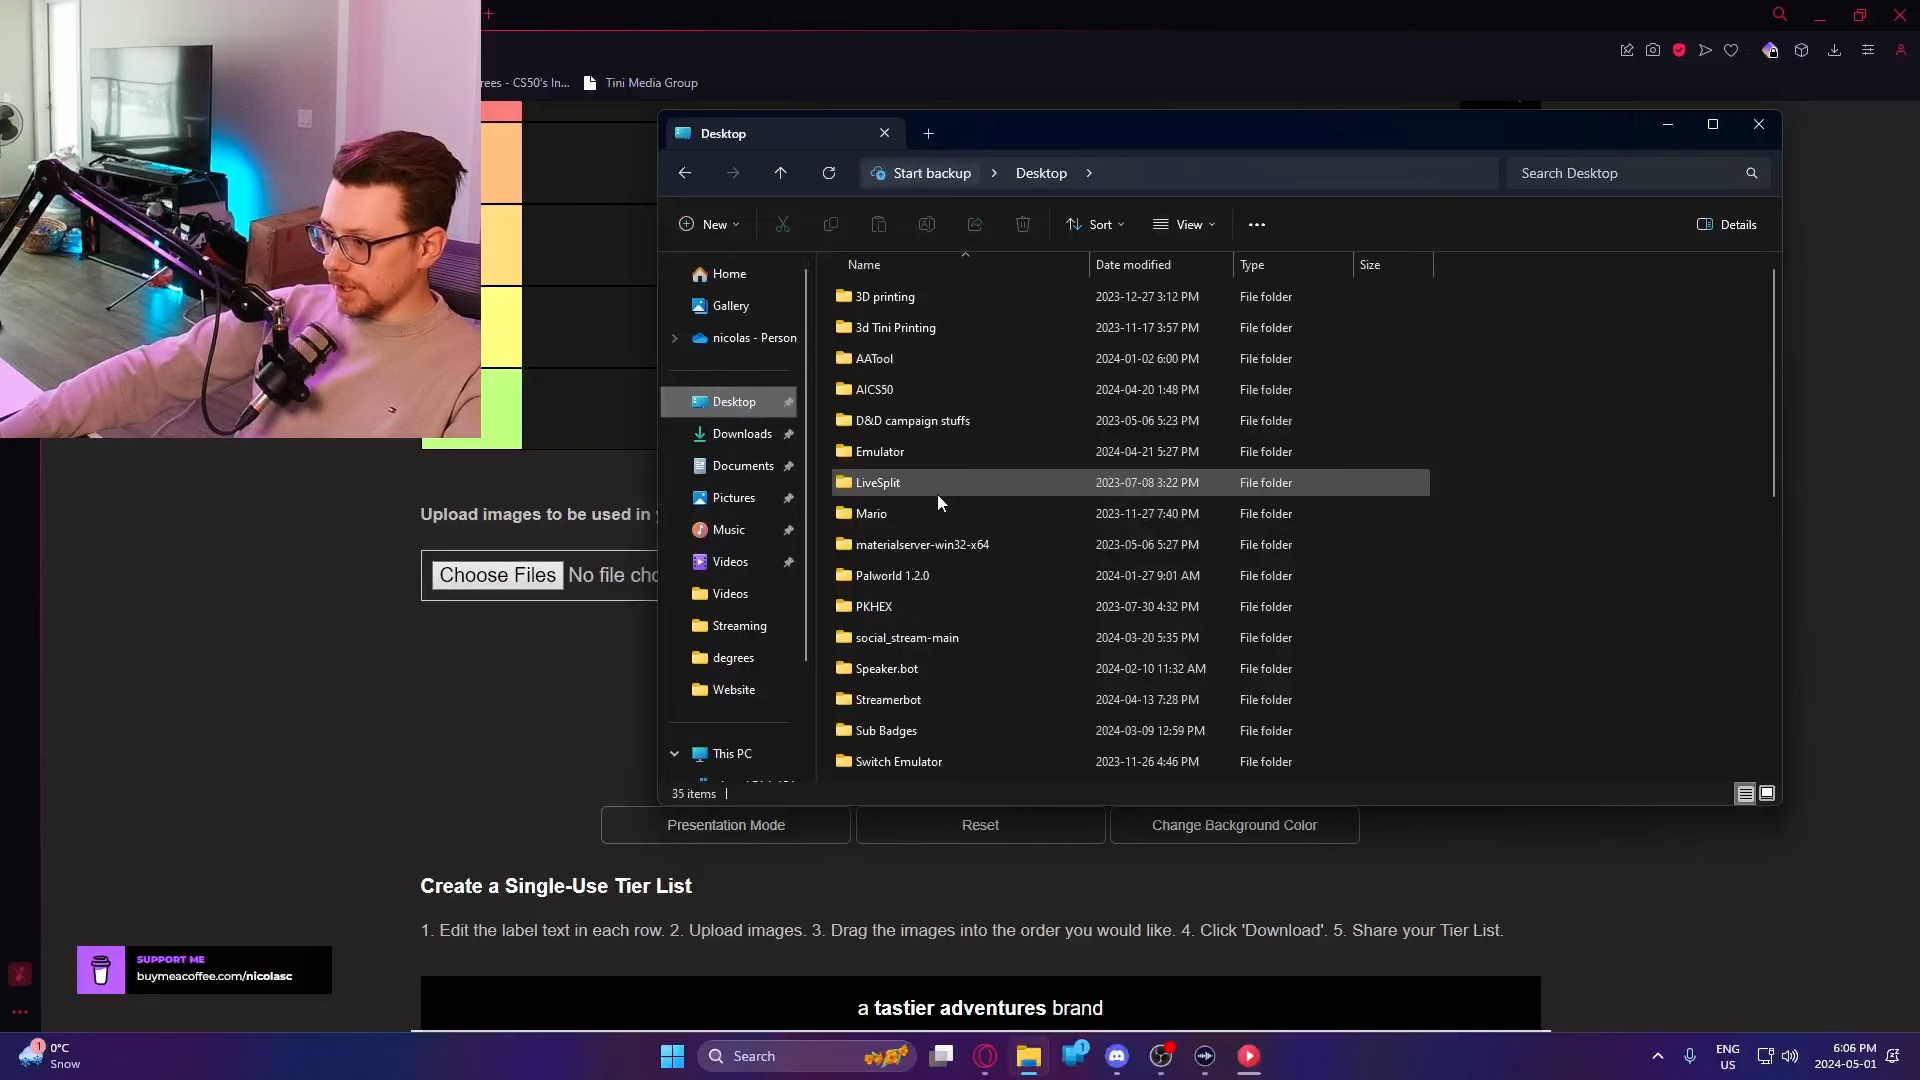 rees - CS50's In...
Tini Media Group
Desktop
Start backup
Desktop
Search Desktop
New
Sort
View
Details
Name
Date modified
Type
Size
Home
Gallery
nicolas - Person
Desktop
Downloads
Documents
Pictures
Music
Videos
Videos
Streaming
degrees
Website
This PC
3D printing 2023-12-27 3:12 PM File folder
3d Tini Printing 2023-11-17 3:57 PM File folder
AATool 2024-01-02 6:00 PM File folder
AICS50 2024-04-20 1:48 PM File folder
D&D campaign stuffs 2023-05-06 5:23 PM File folder
Emulator 2024-04-21 5:27 PM File folder
LiveSplit 2023-07-08 3:22 PM File folder
Mario 2023-11-27 7:40 PM File folder
materialserver-win32-x64 2023-05-06 5:27 PM File folder
Palworld 1.2.0 2024-01-27 9:01 AM File folder
PKHEX 2023-07-30 4:32 PM File folder
social_stream-main 2024-03-20 5:35 PM File folder
Speaker.bot 2024-02-10 11:32 AM File folder
Streamerbot 2024-04-13 7:28 PM File folder
Sub Badges 2024-03-09 12:59 PM File folder
Switch Emulator 2023-11-26 4:46 PM File folder
35 items
Upload images to be used in
Choose Files No file cho
Presentation Mode
Reset
Change Background Color
Create a Single-Use Tier List
1. Edit the label text in each row. 2. Upload images. 3. Drag the images into the order you would like. 4. Click 'Download'. 5. Share your Tier List.
SUPPORT ME
buymeacoffee.com/nicolasc
a tastier adventures brand
1
0°C
Snow
Search
1
ENG
US
6:06 PM
2024-05-01